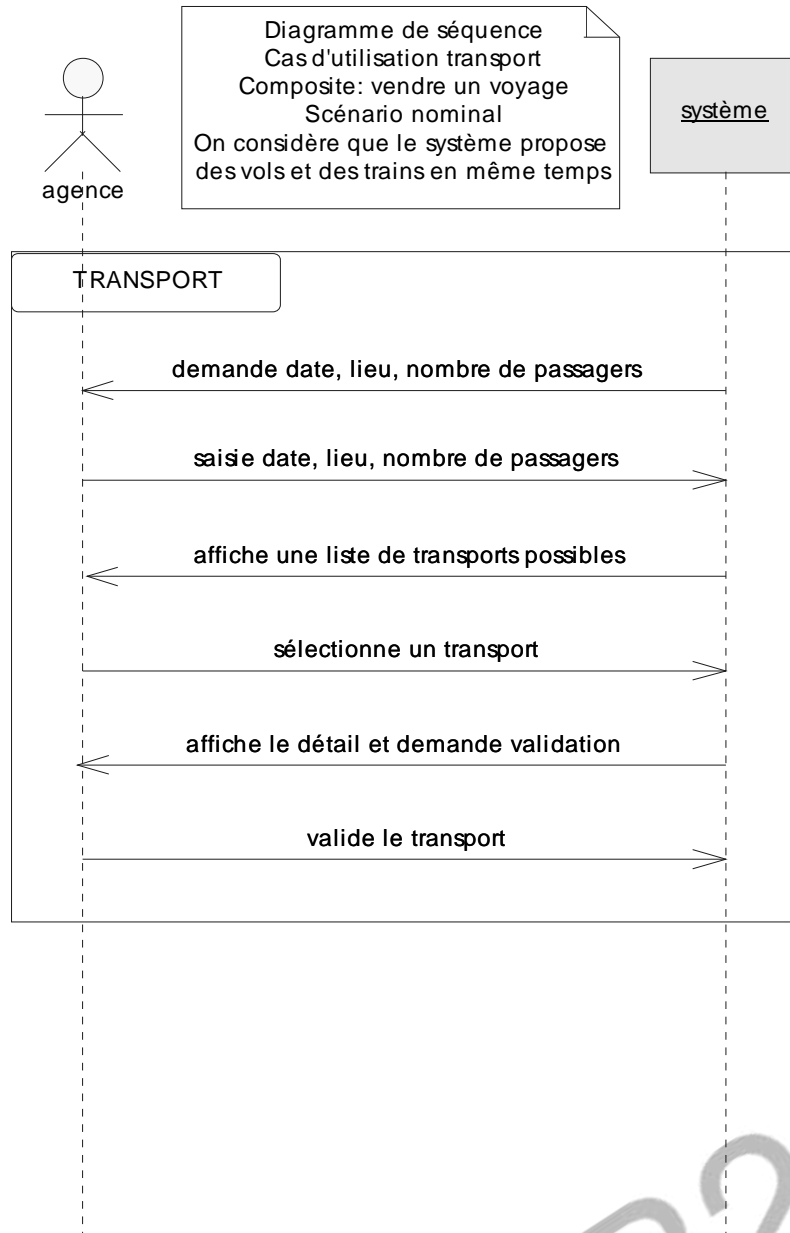 Diagramme de séquence
Cas d'utilisation transport
Composite: vendre un voyage
Scénario nominal
On considère que le système propose
des vols et des trains en même temps
système
agence
TRANSPORT
demande date, lieu, nombre de passagers
saisie date, lieu, nombre de passagers
affiche une liste de transports possibles
sélectionne un transport
affiche le détail et demande validation
valide le transport